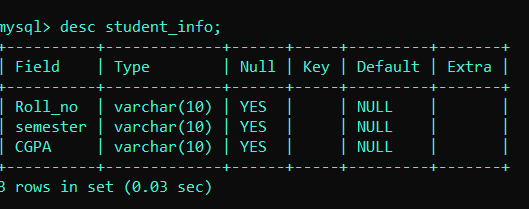 mysql> desc student_info;
+-----------+-------------+------+-----+---------+-------+
| Field     | Type        | Null | Key | Default | Extra |
+-----------+-------------+------+-----+---------+-------+
| Roll_no   | varchar(10) | YES  |     | NULL    |       |
| semester  | varchar(10) | YES  |     | NULL    |       |
| CGPA      | varchar(10) | YES  |     | NULL    |       |
+-----------+-------------+------+-----+---------+-------+
3 rows in set (0.03 sec)